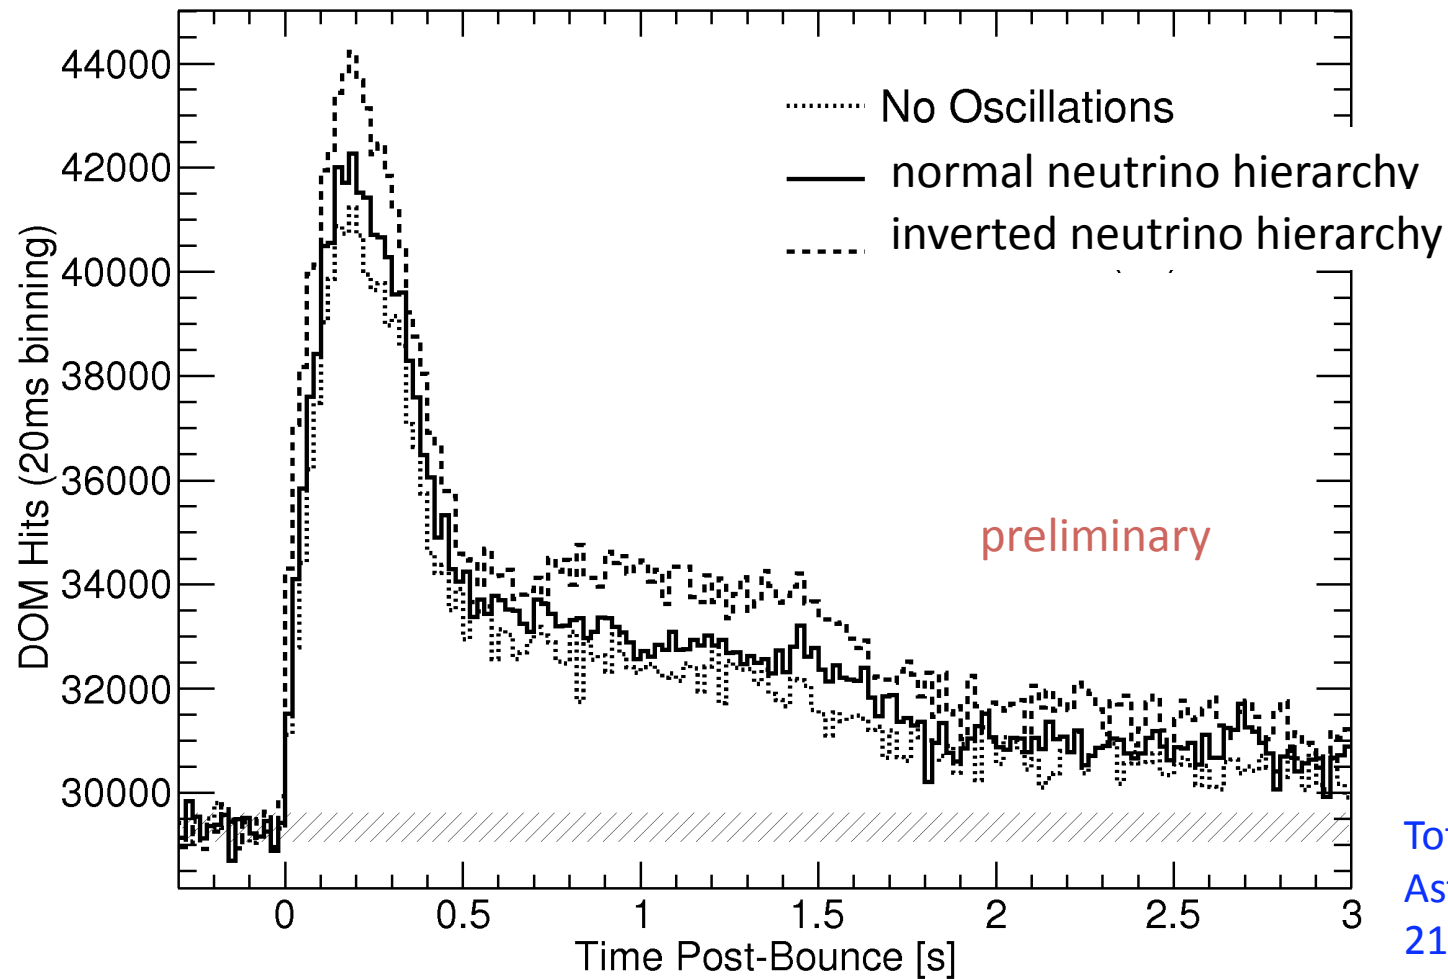 44000
42000
40000
38000
36000
34000
32000
30000
DOM Hits (20ms binning)
No Oscillations
normal neutrino hierarchy
inverted neutrino hierarchy
preliminary
0 0.5 1 1.5 2 2.5 3
Time Post-Bounce [s]
21